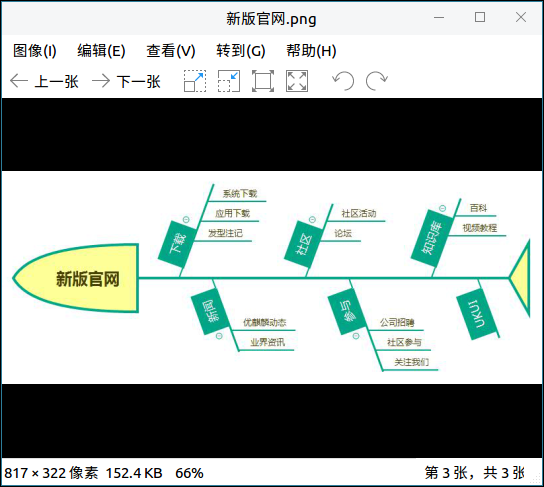 新版官网.png
图像(I) 编辑(E) 查看(V) 转到(G) 帮助(H)
上一张 下一张
系统下载
应用下载
发型注记
下载
社区活动
论坛
社区
百科
视频教程
知识库
新版官网
新闻
优麒麟动态
业界资讯
参与
公司招聘
社区参与
关注我们
UKUI
817 × 322 像素 152.4 KB 66%
第 3 张，共 3 张